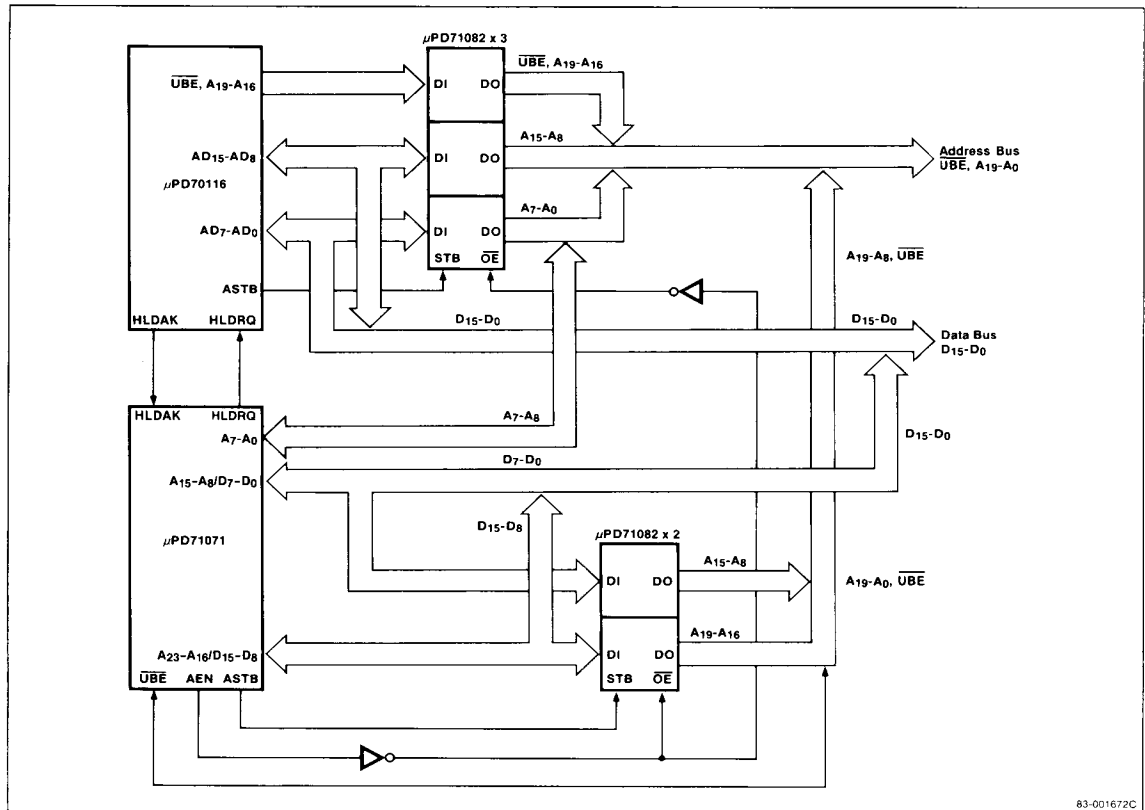 µPD71082 x 3
UBE, A19-A16
DI
DO
UBE, A19-A16
AD15-AD8
DI
DO
A15-A8
Address Bus
UBE, A19-A0
µPD70116
AD7-AD0
DI
DO
A7-A0
STB
OE
A19-A8, UBE
ASTB
HLDAK
HLDRQ
D15-D0
D15-D0
Data Bus
D15-D0
HLDAK
HLDRQ
A7-A8
A7-A0
D15-D0
D7-D0
A15-A8/D7-D0
D15-D8
µPD71071
µPD71082 x 2
A15-A8
DI
DO
A19-A0, UBE
A19-A16
A23-A16/D15-D8
DI
DO
UBE
AEN
ASTB
STB
OE
83-001672C